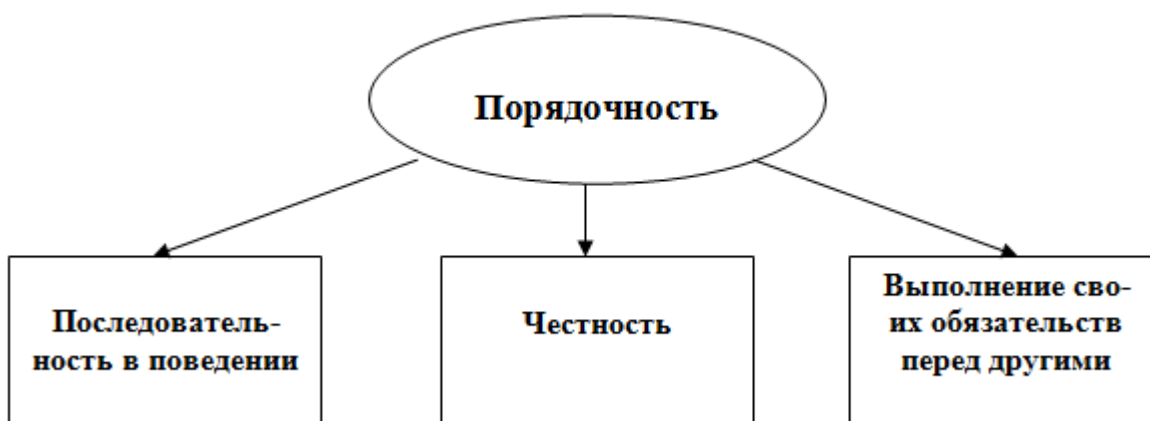 Порядочность
Последователь-
ность в поведении
Честность
Выполнение сво-
их обязательств
перед другими